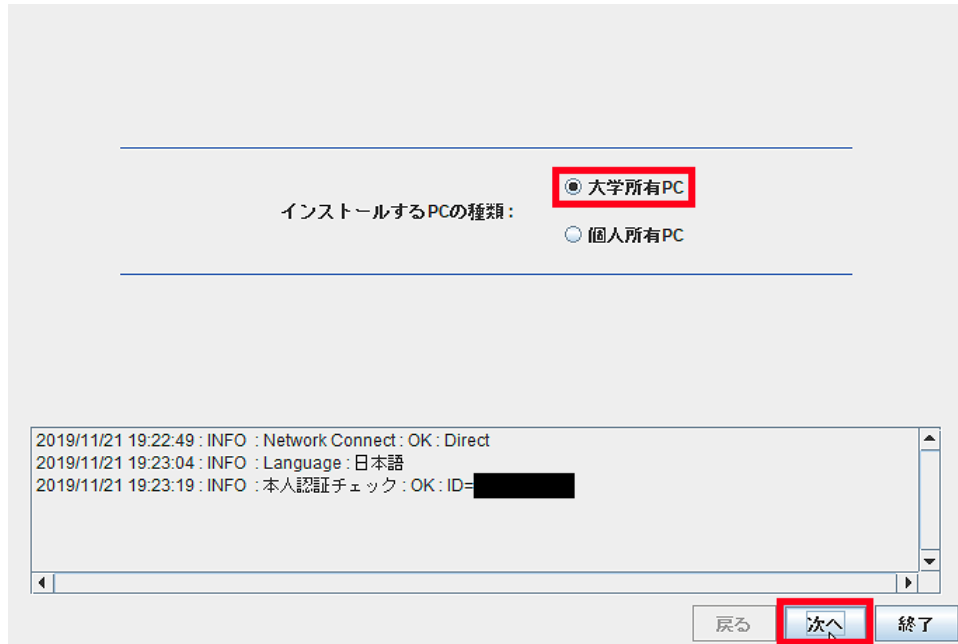 大学所有PC
インストールするPCの種類:
個人所有PC
2019/11/21 19:22:49 : INFO : Network Connect : OK : Direct
2019/11/21 19:23:04 : INFO : Language : 日本語
2019/11/21 19:23:19 : INFO : 本人認証チェック : OK : ID=
戻る 次へ 終了